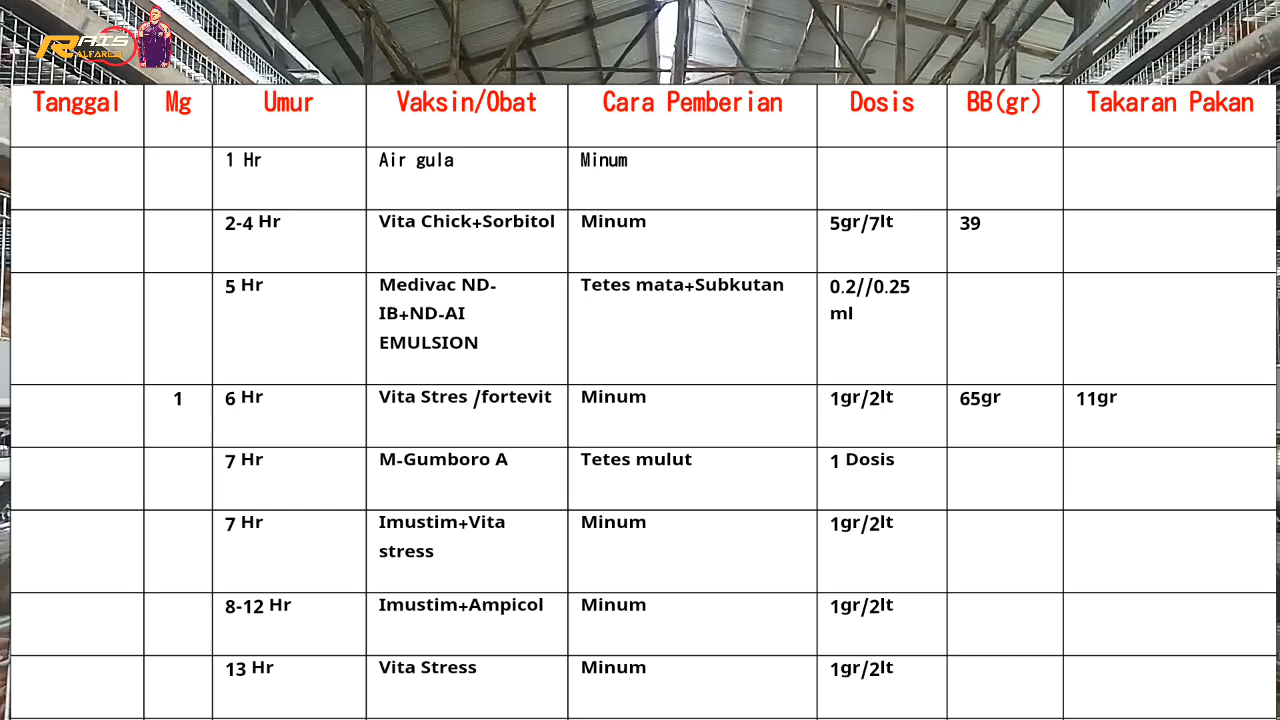 RAIS
ALFAREZI
Tanggal Mg Umur Vaksin/Obat Cara Pemberian Dosis BB(gr) Takaran Pakan
1 Hr Air gula Minum
2-4 Hr Vita Chick+Sorbitol Minum 5gr/7lt 39
5 Hr Medivac ND- Tetes mata+Subkutan 0.2//0.25
IB+ND-AI ml
EMULSION
1 6 Hr Vita Stres /fortevit Minum 1gr/2lt 65gr 11gr
7 Hr M-Gumboro A Tetes mulut 1 Dosis
7 Hr Imustim+Vita Minum 1gr/2lt
stress
8-12 Hr Imustim+Ampicol Minum 1gr/2lt
13 Hr Vita Stress Minum 1gr/2lt